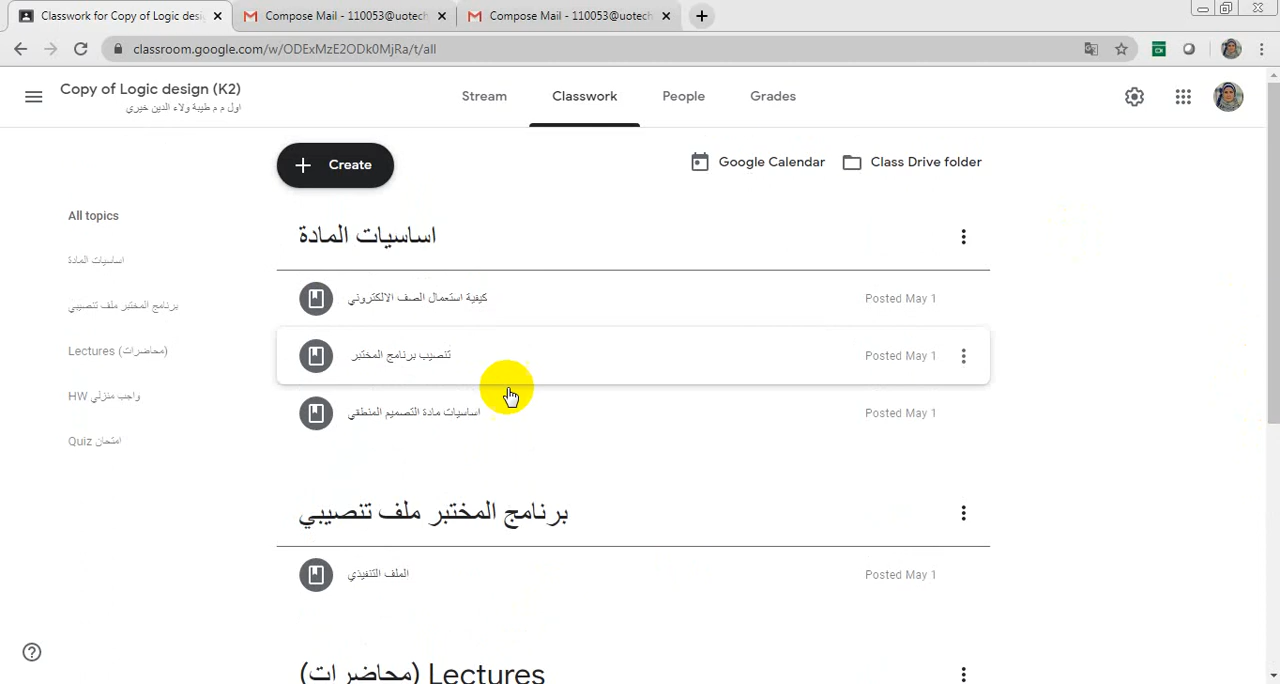 Classwork for Copy of Logic desi
Compose Mail - 110053@uotech
Compose Mail - 110053@uotech
classroom.google.com/w/ODExMzE2ODk0MjRa/t/all
Copy of Logic design (K2)
اول م م طيبة ولاء الدين خيري
Stream
Classwork
People
Grades
Create
Google Calendar
Class Drive folder
All topics
اساسيات المادة
برنامج المختبر ملف تنصيبي
Lectures (محاضرات)
HW واجب منزلي
Quiz امتحان
اساسيات المادة
كيفية استعمال الصف الالكتروني
Posted May 1
تنصيب برنامج المختبر
Posted May 1
اساسيات مادة التصميم المنطقي
Posted May 1
برنامج المختبر ملف تنصيبي
الملف التنفيذي
Posted May 1
Lectures (محاضرات)